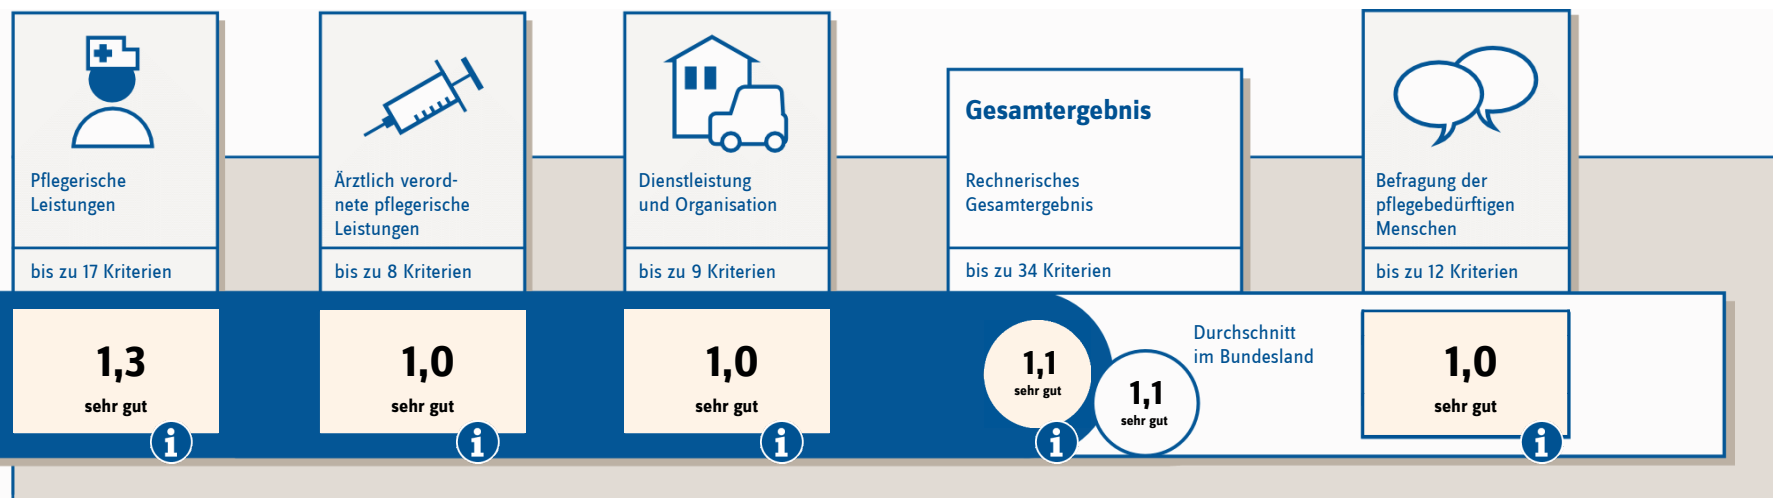 Pflegerische
Leistungen
bis zu 17 Kriterien
1,3
sehr gut
i
Ärztlich verord-
nete pflegerische
Leistungen
bis zu 8 Kriterien
1,0
sehr gut
i
Dienstleistung
und Organisation
bis zu 9 Kriterien
1,0
sehr gut
i
Gesamtergebnis
Rechnerisches
Gesamtergebnis
bis zu 34 Kriterien
1,1
sehr gut
i
1,1
sehr gut
Durchschnitt
im Bundesland
Befragung der
pflegebedürftigen
Menschen
bis zu 12 Kriterien
1,0
sehr gut
i